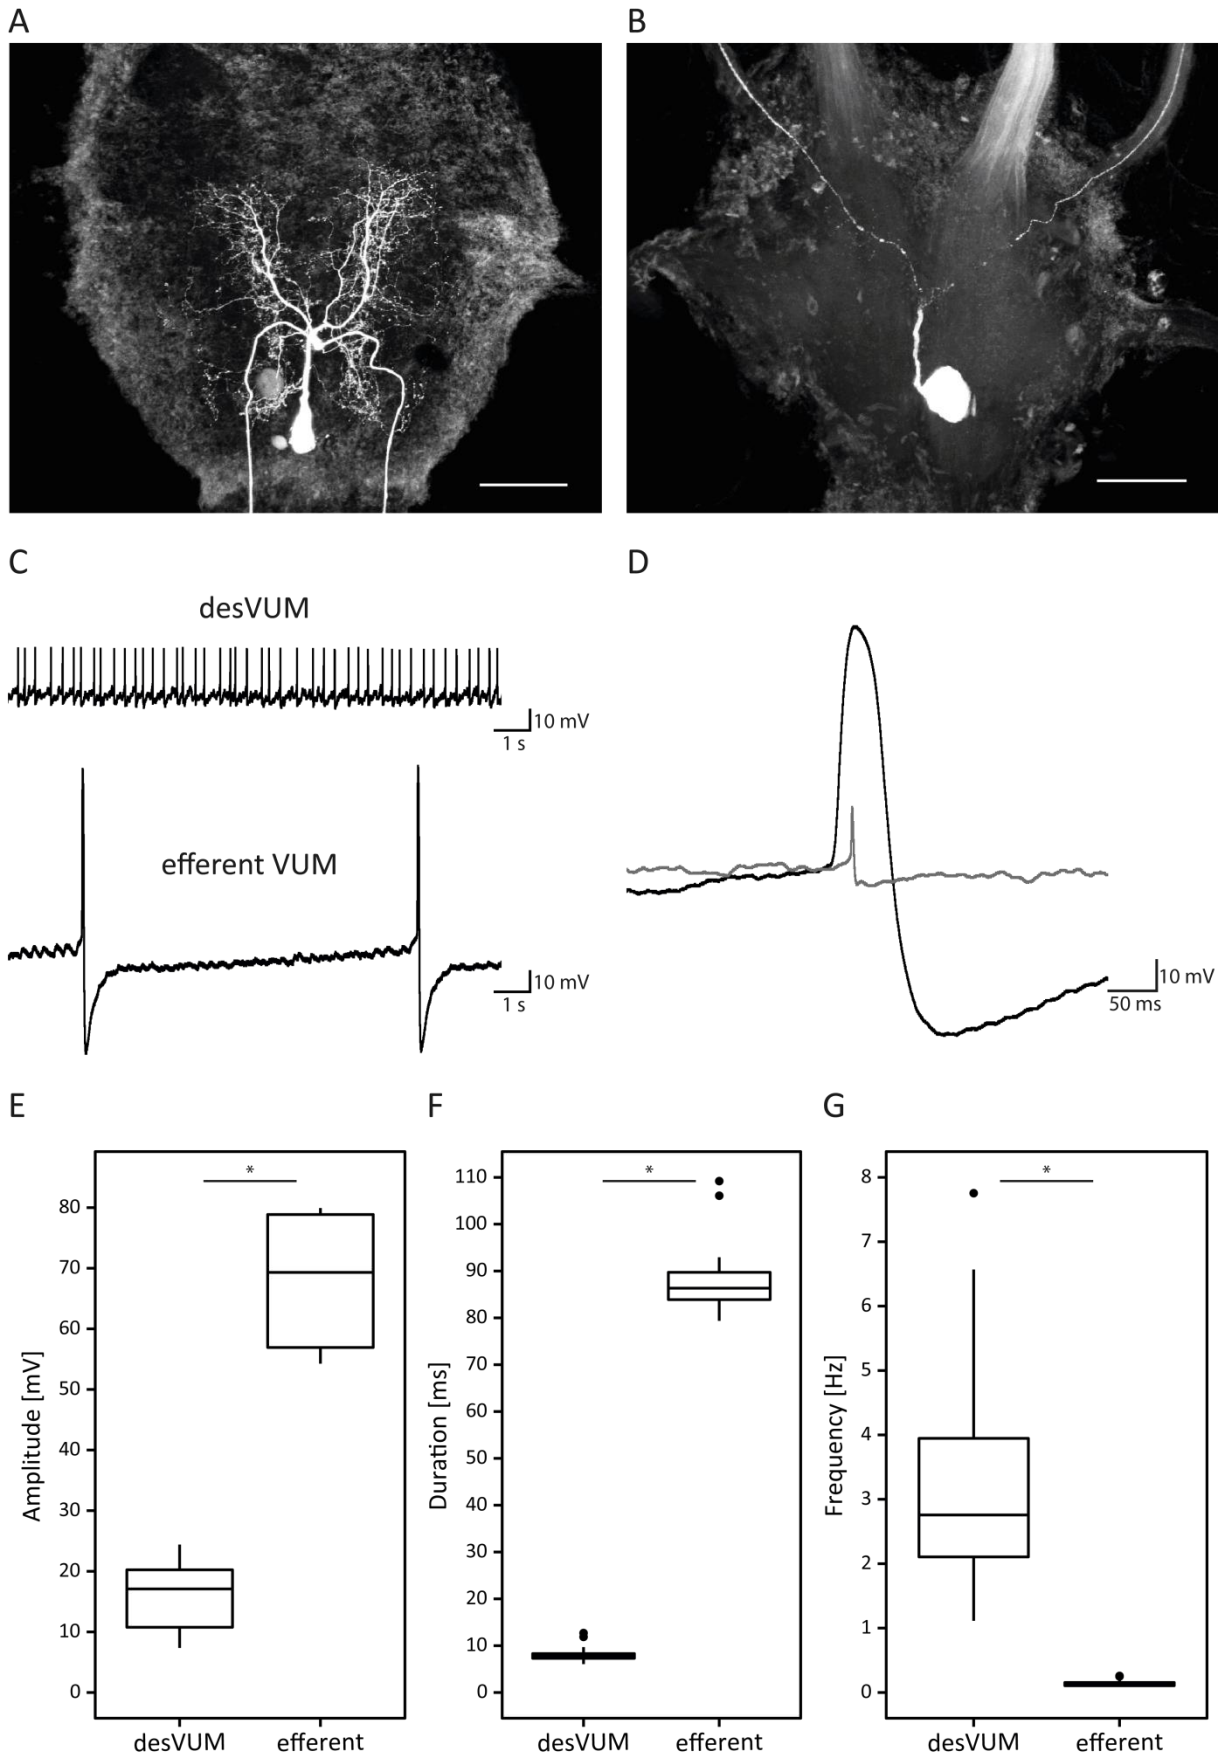 A
B
C
desVUM
10 mV
1 s
efferent VUM
10 mV
1 s
D
10 mV
50 ms
E
Amplitude [mV]
80
70
60
50
40
30
20
10
0
*
desVUM efferent
F
Duration [ms]
110
100
90
80
70
60
50
40
30
20
10
0
*
desVUM efferent
G
Frequency [Hz]
8
7
6
5
4
3
2
1
0
*
desVUM efferent